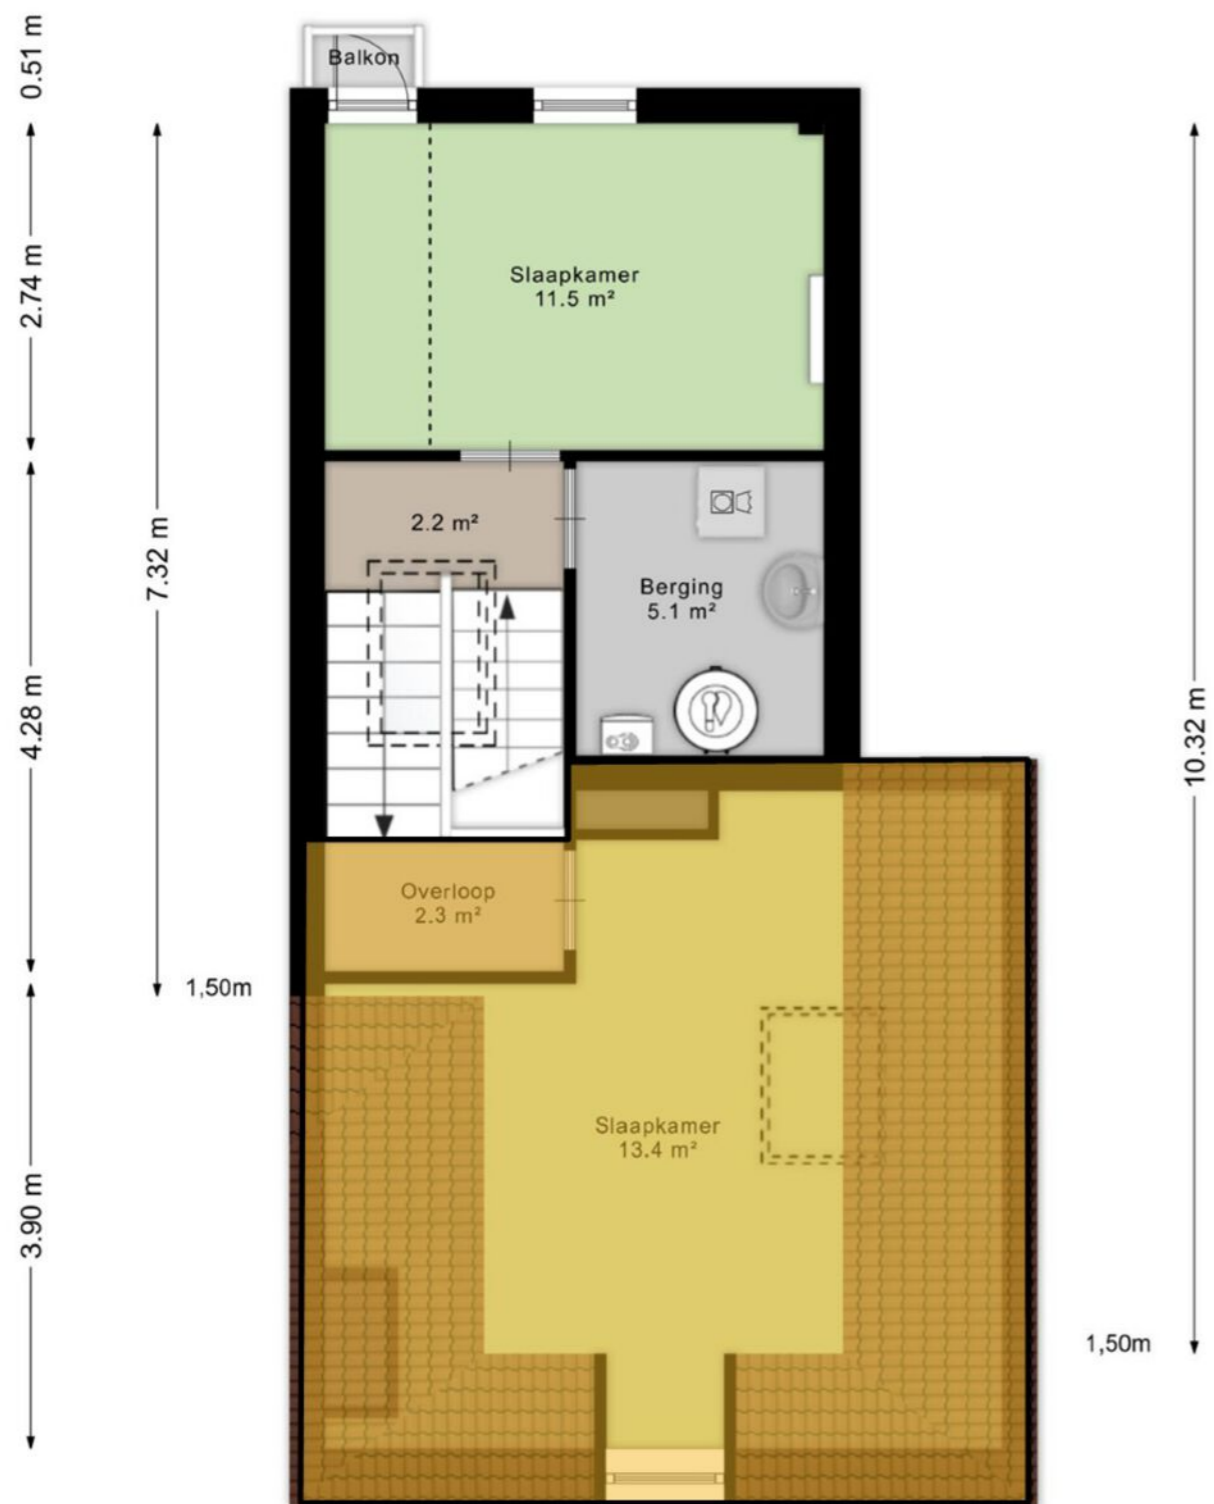 0.51 m
Balkon
2.74 m
Slaapkamer
11.5 m²
2.2 m²
7.32 m
Berging
5.1 m²
4.28 m
10.32 m
Overloop
2.3 m²
1,50m
Slaapkamer
13.4 m²
3.90 m
1,50m